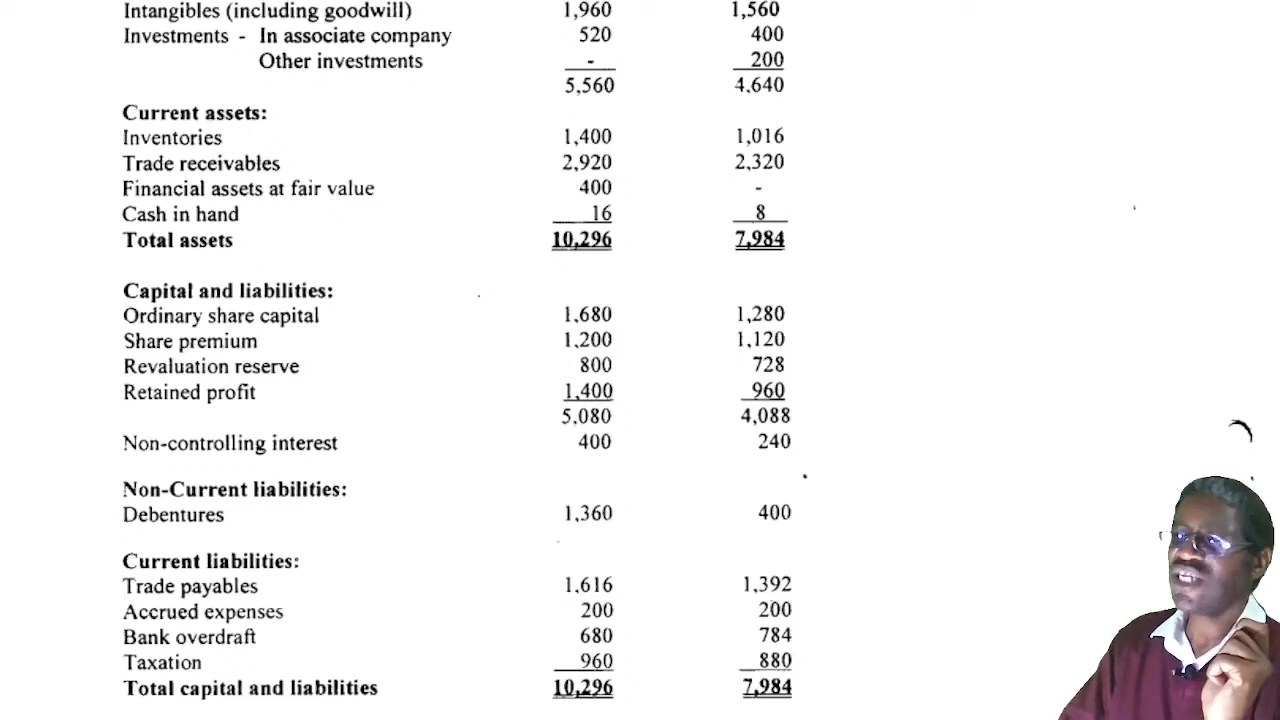 Intangibles (including goodwill) 1,960 1,560
Investments - In associate company 520 400
Other investments - 200
5,560 4,640
Current assets:
Inventories 1,400 1,016
Trade receivables 2,920 2,320
Financial assets at fair value 400 -
Cash in hand 16 8
Total assets 10,296 7,984
Capital and liabilities:
Ordinary share capital 1,680 1,280
Share premium 1,200 1,120
Revaluation reserve 800 728
Retained profit 1,400 960
5,080 4,088
Non-controlling interest 400 240
Non-Current liabilities:
Debentures 1,360 400
Current liabilities:
Trade payables 1,616 1,392
Accrued expenses 200 200
Bank overdraft 680 784
Taxation 960 880
Total capital and liabilities 10,296 7,984